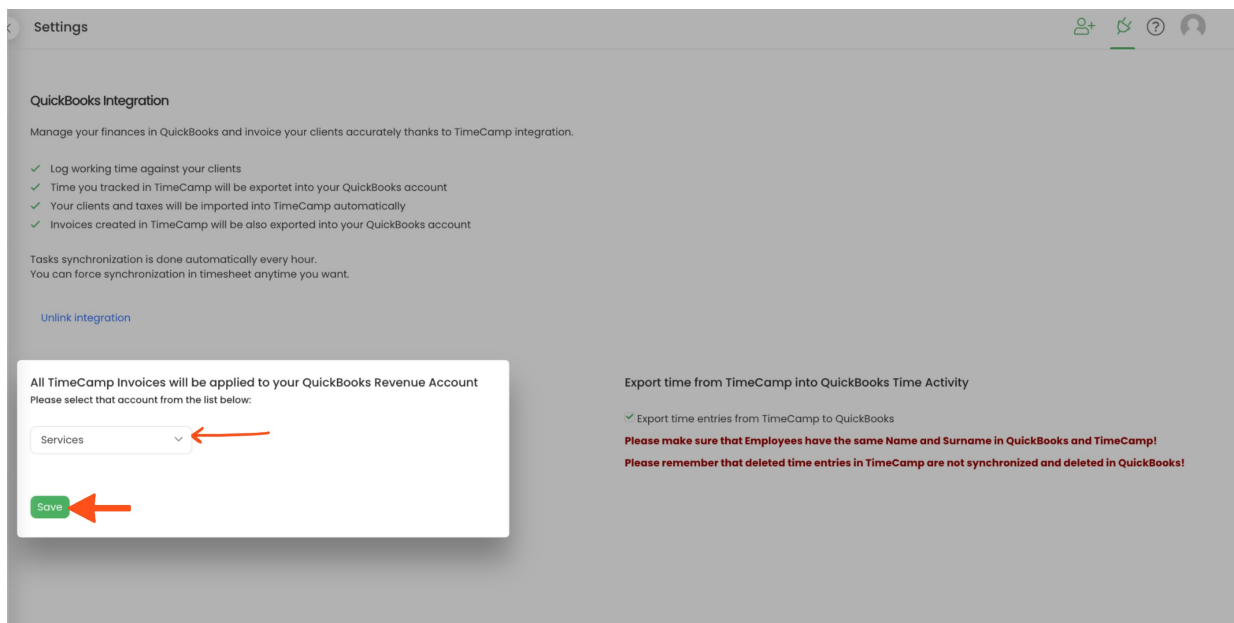 Settings
QuickBooks Integration
Manage your finances in QuickBooks and invoice your clients accurately thanks to TimeCamp integration.
Log working time against your clients
Time you tracked in TimeCamp will be exportet into your QuickBooks account
Your clients and taxes will be imported into TimeCamp automatically
Invoices created in TimeCamp will be also exported into your QuickBooks account
Tasks synchronization is done automatically every hour.
You can force synchronization in timesheet anytime you want.
Unlink integration
All TimeCamp Invoices will be applied to your QuickBooks Revenue Account
Please select that account from the list below:
Services
Save
Export time from TimeCamp into QuickBooks Time Activity
Export time entries from TimeCamp to QuickBooks
Please make sure that Employees have the same Name and Surname in QuickBooks and TimeCamp!
Please remember that deleted time entries in TimeCamp are not synchronized and deleted in QuickBooks!